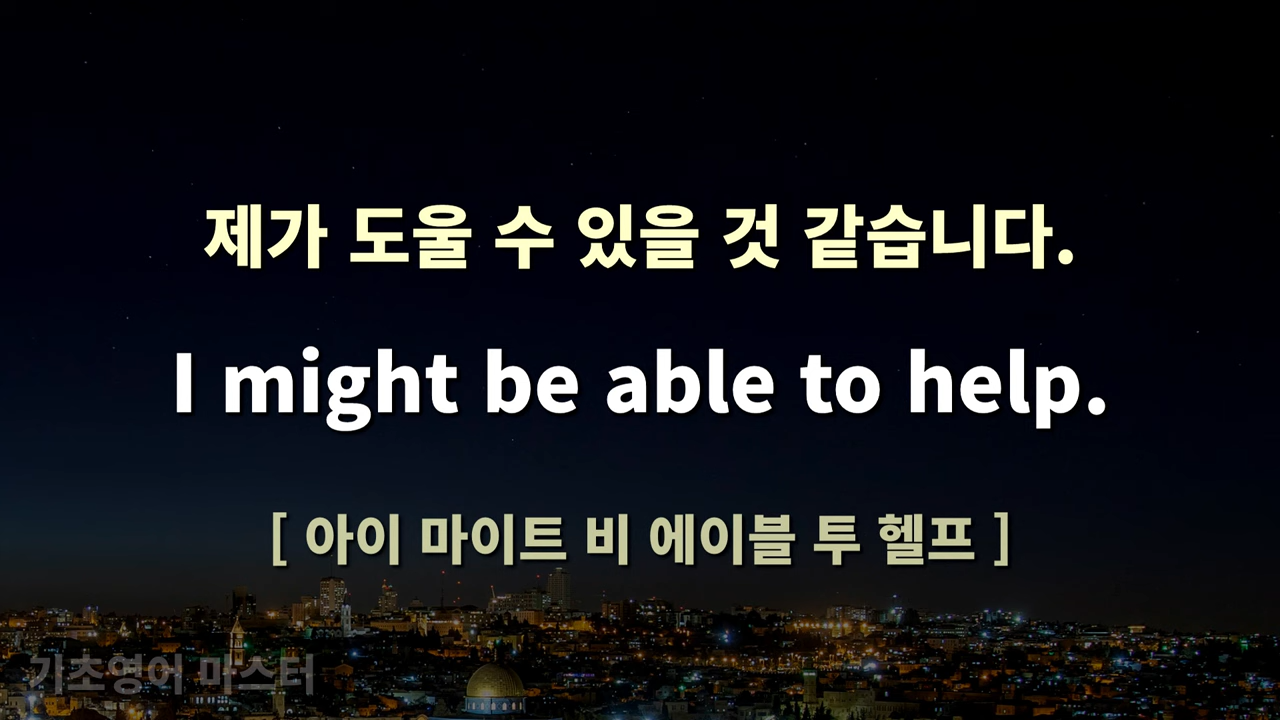 제가 도울 수 있을 것 같습니다.
I might be able to help.
[ 아이 마이트 비 에이블 투 헬프 ]
기초영어 마스터